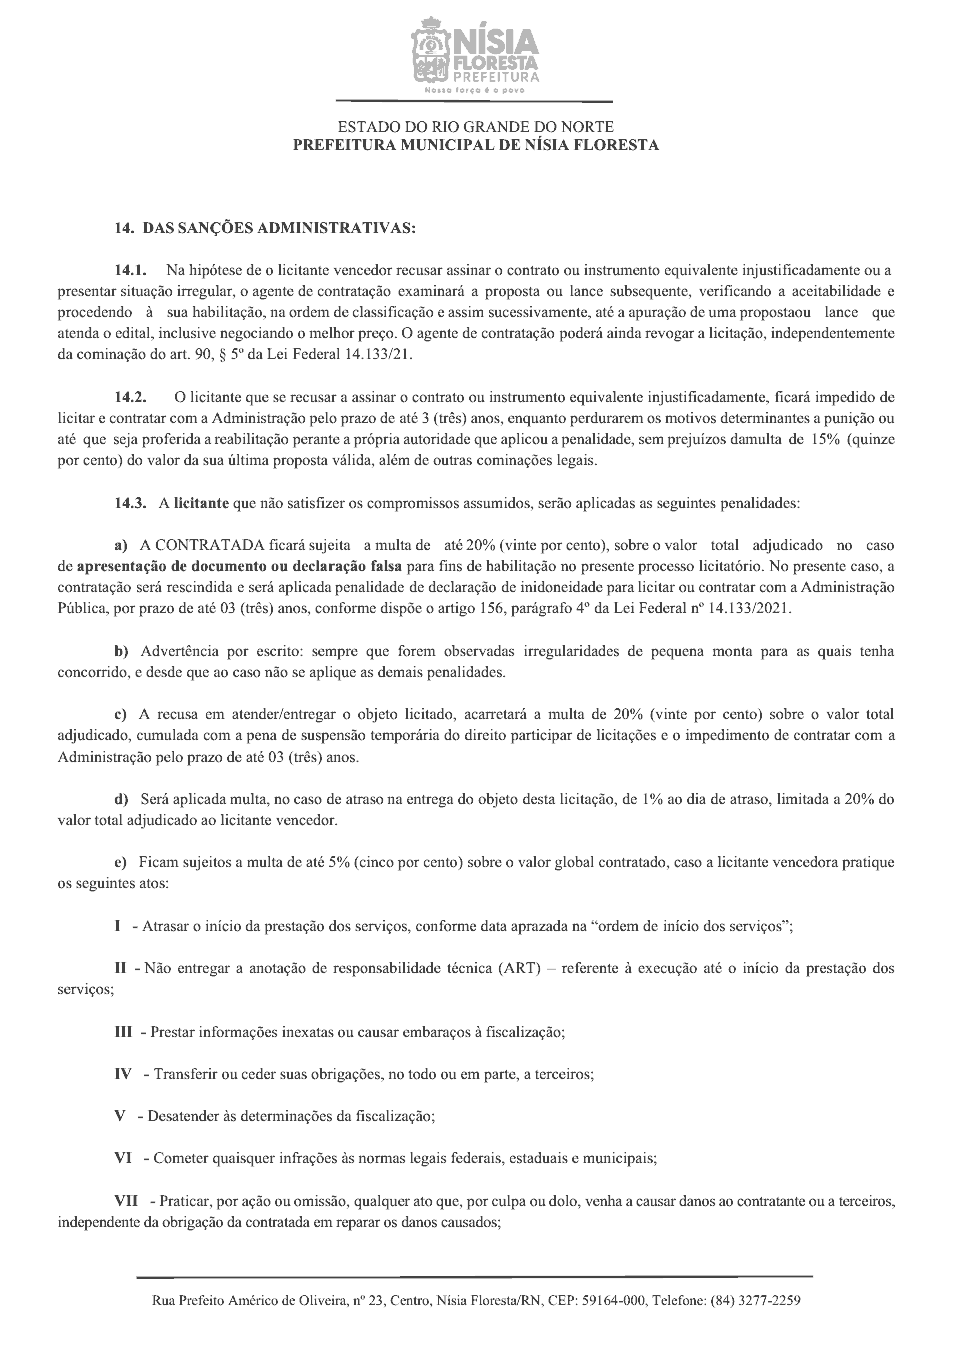 NÍSIA
FLORESTA
PREFEITURA
Nossa força é o povo
ESTADO DO RIO GRANDE DO NORTE
PREFEITURA MUNICIPAL DE NÍSIA FLORESTA
14. DAS SANÇÕES ADMINISTRATIVAS:
14.1. Na hipótese de o licitante vencedor recusar assinar o contrato ou instrumento equivalente injustificadamente ou a
presentar situação irregular, o agente de contratação examinará a proposta ou lance subsequente, verificando a aceitabilidade e
procedendo à sua habilitação, na ordem de classificação e assim sucessivamente, até a apuração de uma propostaou lance que
atenda o edital, inclusive negociando o melhor preço. O agente de contratação poderá ainda revogar a licitação, independentemente
da cominação do art. 90, § 5º da Lei Federal 14.133/21.
14.2. O licitante que se recusar a assinar o contrato ou instrumento equivalente injustificadamente, ficará impedido de
licitar e contratar com a Administração pelo prazo de até 3 (três) anos, enquanto perdurarem os motivos determinantes a punição ou
até que seja proferida a reabilitação perante a própria autoridade que aplicou a penalidade, sem prejuízos damulta de 15% (quinze
por cento) do valor da sua última proposta válida, além de outras cominações legais.
14.3. A licitante que não satisfizer os compromissos assumidos, serão aplicadas as seguintes penalidades:
a) A CONTRATADA ficará sujeita a multa de até 20% (vinte por cento), sobre o valor total adjudicado no caso
de apresentação de documento ou declaração falsa para fins de habilitação no presente processo licitatório. No presente caso, a
contratação será rescindida e será aplicada penalidade de declaração de inidoneidade para licitar ou contratar com a Administração
Pública, por prazo de até 03 (três) anos, conforme dispõe o artigo 156, parágrafo 4º da Lei Federal nº 14.133/2021.
b) Advertência por escrito: sempre que forem observadas irregularidades de pequena monta para as quais tenha
concorrido, e desde que ao caso não se aplique as demais penalidades.
c) A recusa em atender/entregar o objeto licitado, acarretará a multa de 20% (vinte por cento) sobre o valor total
adjudicado, cumulada com a pena de suspensão temporária do direito participar de licitações e o impedimento de contratar com a
Administração pelo prazo de até 03 (três) anos.
d) Será aplicada multa, no caso de atraso na entrega do objeto desta licitação, de 1% ao dia de atraso, limitada a 20% do
valor total adjudicado ao licitante vencedor.
e) Ficam sujeitos a multa de até 5% (cinco por cento) sobre o valor global contratado, caso a licitante vencedora pratique
os seguintes atos:
I - Atrasar o início da prestação dos serviços, conforme data aprazada na “ordem de início dos serviços”;
II - Não entregar a anotação de responsabilidade técnica (ART) – referente à execução até o início da prestação dos
serviços;
III - Prestar informações inexatas ou causar embaraços à fiscalização;
IV - Transferir ou ceder suas obrigações, no todo ou em parte, a terceiros;
V - Desatender às determinações da fiscalização;
VI - Cometer quaisquer infrações às normas legais federais, estaduais e municipais;
VII - Praticar, por ação ou omissão, qualquer ato que, por culpa ou dolo, venha a causar danos ao contratante ou a terceiros,
independente da obrigação da contratada em reparar os danos causados;
Rua Prefeito Américo de Oliveira, nº 23, Centro, Nísia Floresta/RN, CEP: 59164-000, Telefone: (84) 3277-2259